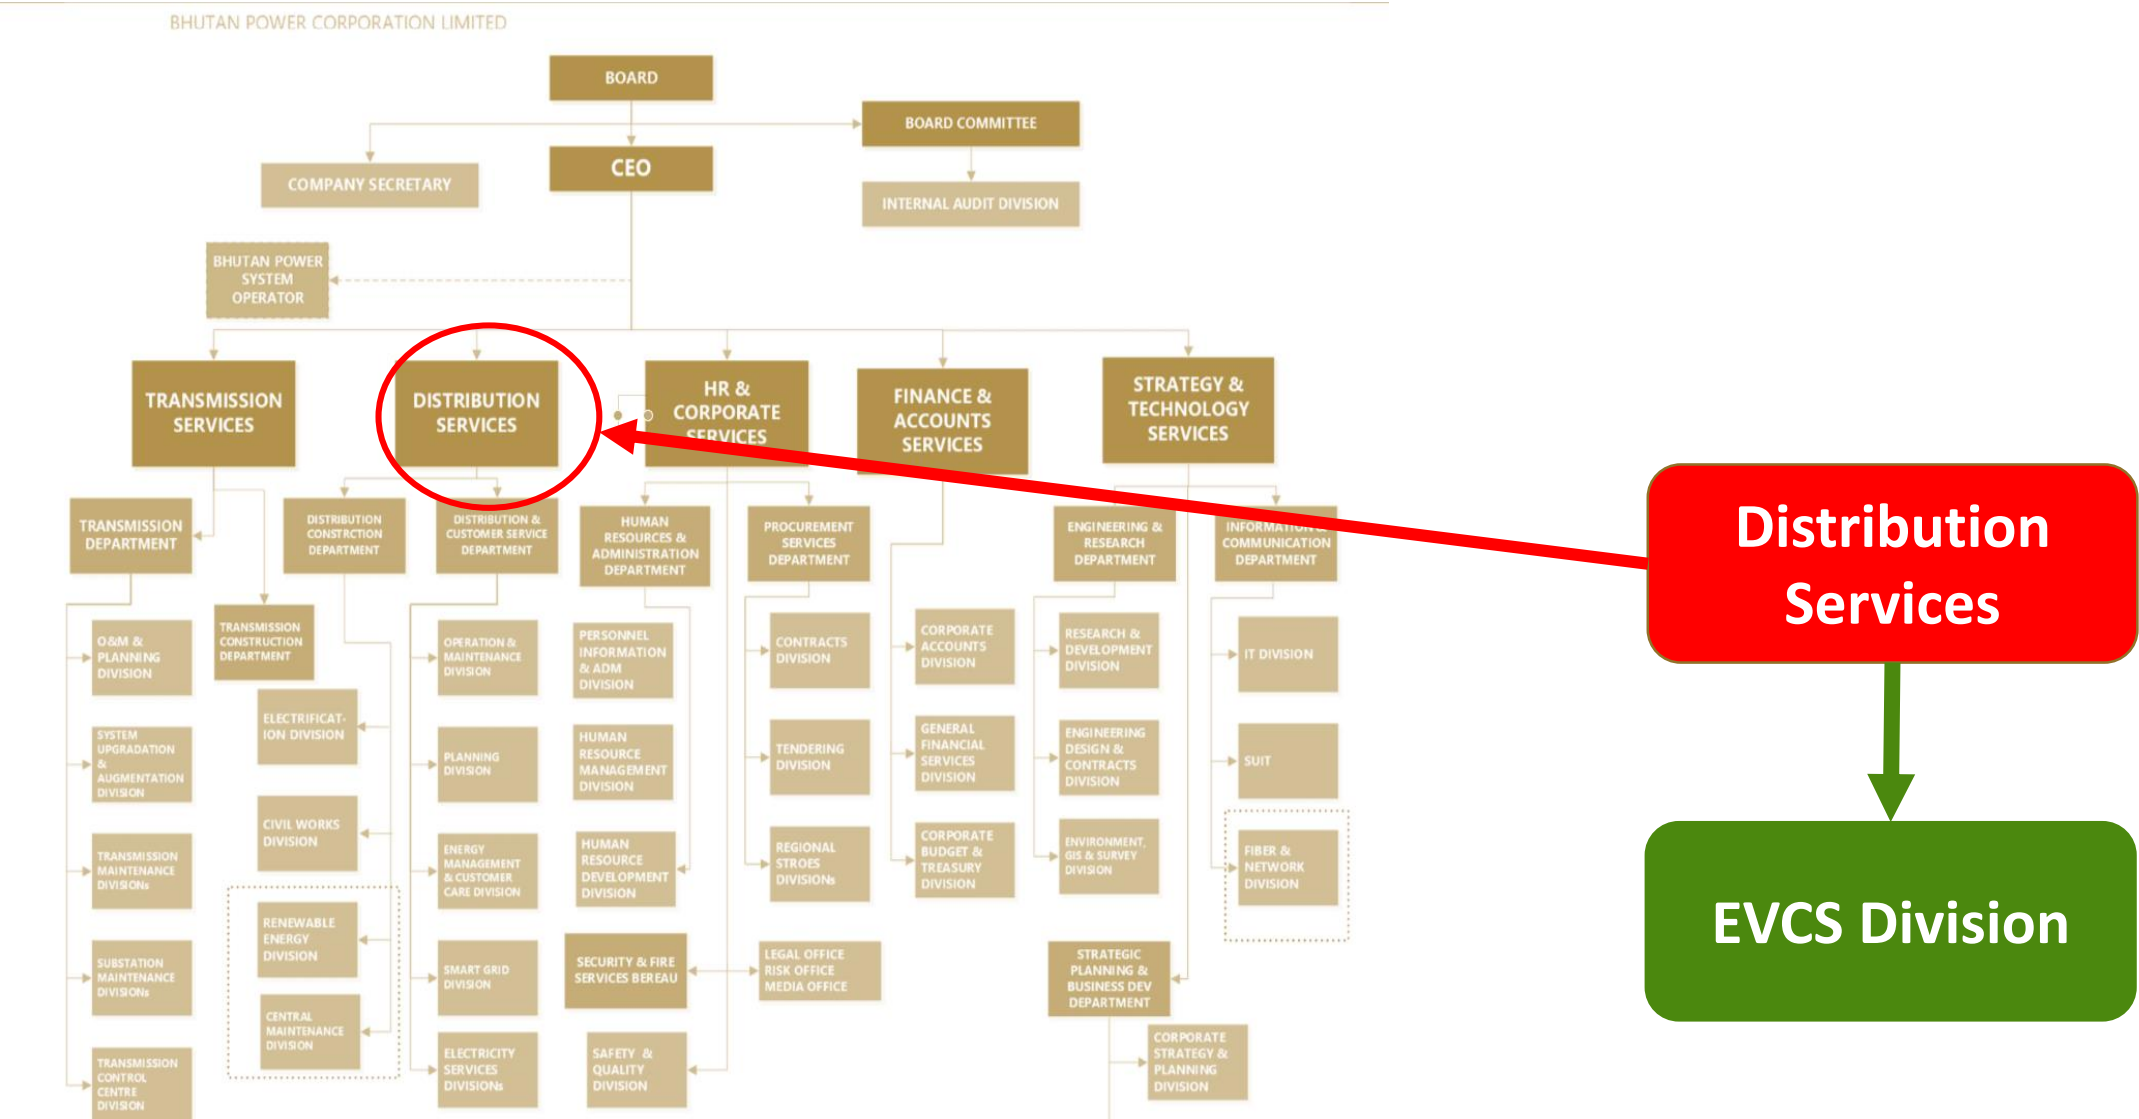 BHUTAN POWER CORPORATION LIMITED
BOARD
BOARD COMMITTEE
CEO
COMPANY SECRETARY
INTERNAL AUDIT DIVISION
BHUTAN POWER
SYSTEM
OPERATOR
TRANSMISSION
SERVICES
DISTRIBUTION
SERVICES
HR &
CORPORATE
SERVICES
FINANCE &
ACCOUNTS
SERVICES
STRATEGY &
TECHNOLOGY
SERVICES
TRANSMISSION
DEPARTMENT
DISTRIBUTION
CONSTRCTION
DEPARTMENT
DISTRIBUTION &
CUSTOMER SERVICE
DEPARTMENT
HUMAN
RESOURCES &
ADMINISTRATION
DEPARTMENT
PROCUREMENT
SERVICES
DEPARTMENT
ENGINEERING &
RESEARCH
DEPARTMENT
INFORMATION &
COMMUNICATION
DEPARTMENT
O&M &
PLANNING
DIVISION
TRANSMISSION
CONSTRUCTION
DEPARTMENT
OPERATION &
MAINTENANCE
DIVISION
PERSONNEL
INFORMATION
& ADM
DIVISION
CONTRACTS
DIVISION
CORPORATE
ACCOUNTS
DIVISION
RESEARCH &
DEVELOPMENT
DIVISION
IT DIVISION
SYSTEM
UPGRADATION
&
AUGMENTATION
DIVISION
ELECTRIFICAT-
ION DIVISION
PLANNING
DIVISION
HUMAN
RESOURCE
MANAGEMENT
DIVISION
TENDERING
DIVISION
GENERAL
FINANCIAL
SERVICES
DIVISION
ENGINEERING
DESIGN &
CONTRACTS
DIVISION
SUIT
TRANSMISSION
MAINTENANCE
DIVISIONs
CIVIL WORKS
DIVISION
ENERGY
MANAGEMENT
& CUSTOMER
CARE DIVISION
HUMAN
RESOURCE
DEVELOPMENT
DIVISION
REGIONAL
STROES
DIVISIONs
CORPORATE
BUDGET &
TREASURY
DIVISION
ENVIRONMENT,
GIS & SURVEY
DIVISION
FIBER &
NETWORK
DIVISION
SUBSTATION
MAINTENANCE
DIVISIONs
RENEWABLE
ENERGY
DIVISION
SMART GRID
DIVISION
SECURITY & FIRE
SERVICES BEREAU
LEGAL OFFICE
RISK OFFICE
MEDIA OFFICE
STRATEGIC
PLANNING &
BUSINESS DEV
DEPARTMENT
TRANSMISSION
CONTROL
CENTRE
DIVISION
CENTRAL
MAINTENANCE
DIVISION
ELECTRICITY
SERVICES
DIVISIONs
SAFETY &
QUALITY
DIVISION
CORPORATE
STRATEGY &
PLANNING
DIVISION
Distribution
Services
EVCS Division